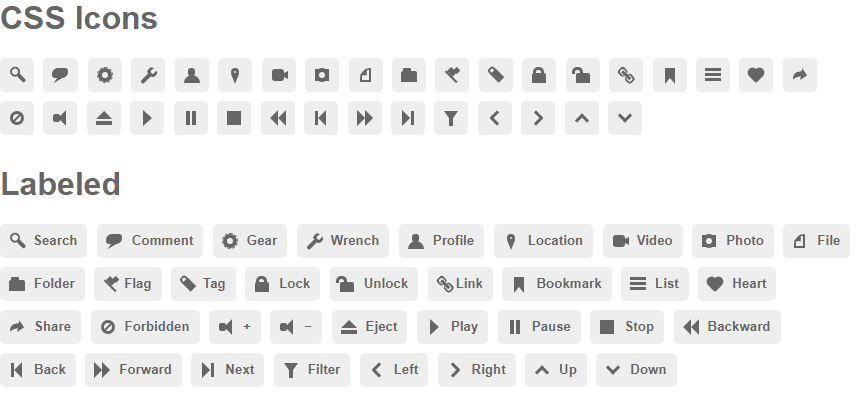 CSS Icons
Labeled
Search Comment Gear Wrench Profile Location Video Photo File
Folder Flag Tag Lock Unlock Link Bookmark List Heart
Share Forbidden + − Eject Play Pause Stop Backward
Back Forward Next Filter Left Right Up Down